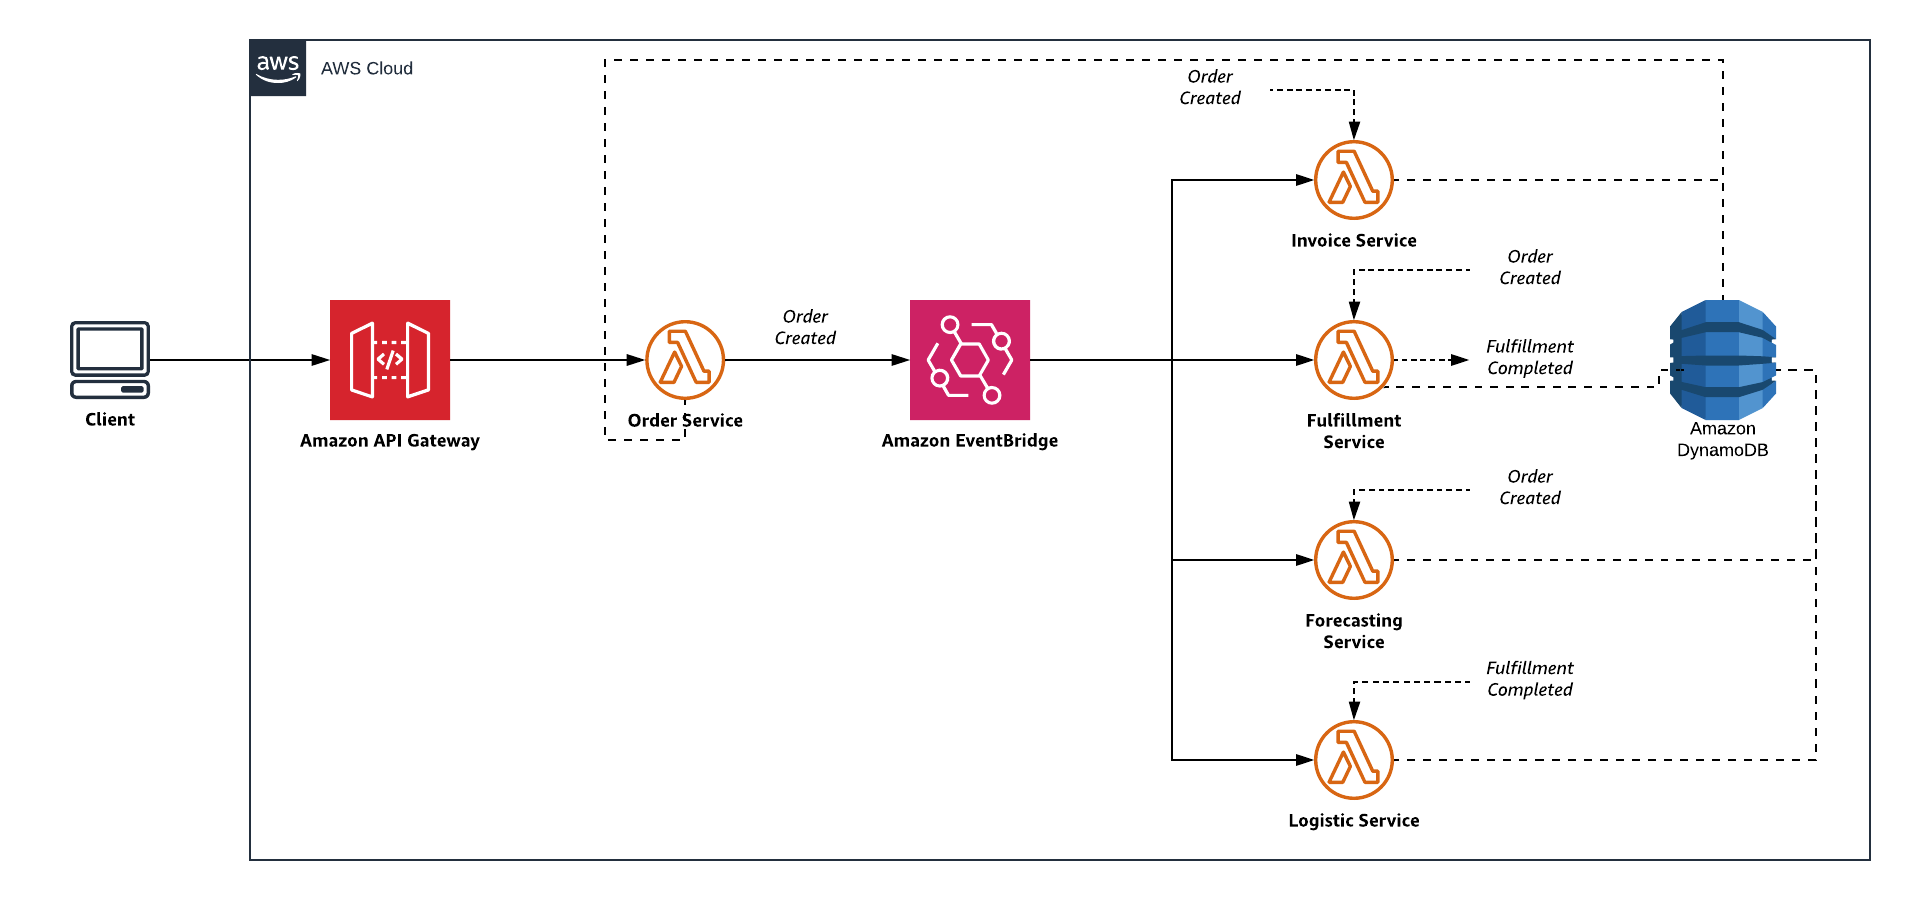 aws
AWS Cloud
Order
Created
Invoice Service
Order
Created
Client
</>
Amazon API Gateway
Order Service
Order
Created
Amazon EventBridge
Fulfillment
Completed
Fulfillment
Service
Amazon
DynamoDB
Order
Created
Forecasting
Service
Fulfillment
Completed
Logistic Service